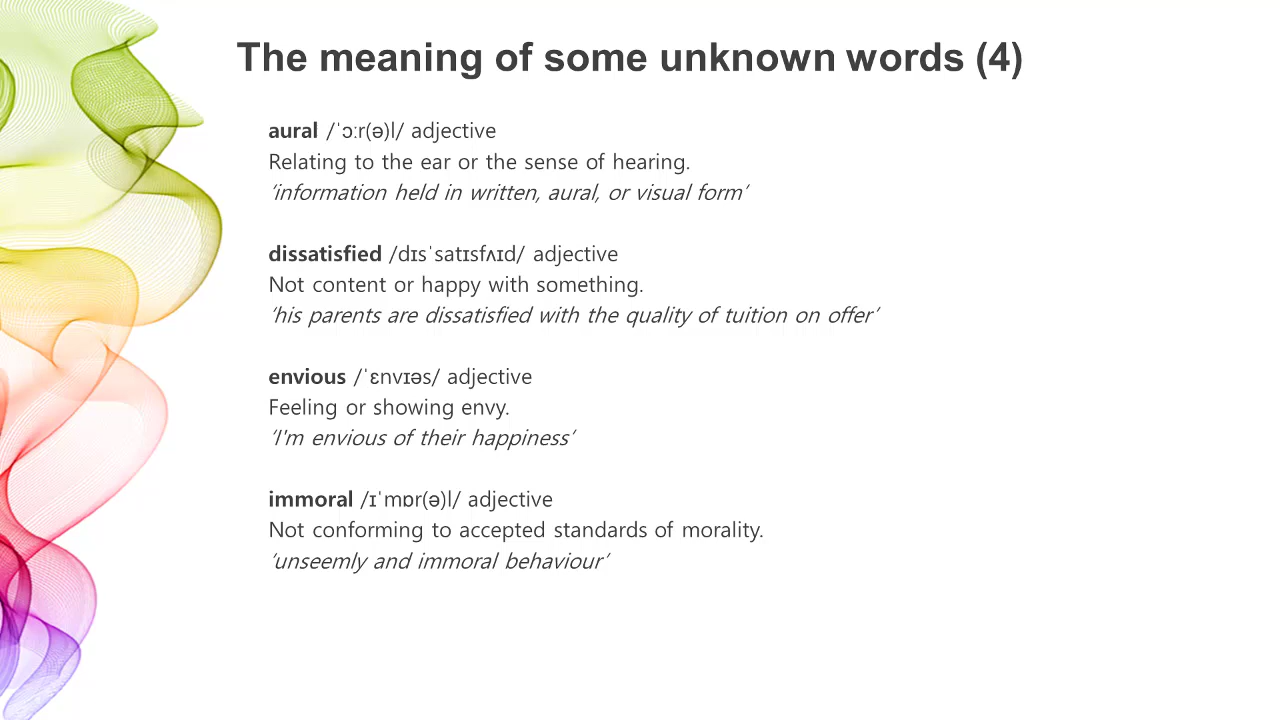 The meaning of some unknown words (4)
aural /ˈɔːr(ə)l/ adjective
Relating to the ear or the sense of hearing.
‘information held in written, aural, or visual form’
dissatisfied /dɪsˈsatɪsfʌɪd/ adjective
Not content or happy with something.
‘his parents are dissatisfied with the quality of tuition on offer’
envious /ˈɛnvɪəs/ adjective
Feeling or showing envy.
‘I'm envious of their happiness’
immoral /ɪˈmɒr(ə)l/ adjective
Not conforming to accepted standards of morality.
‘unseemly and immoral behaviour’